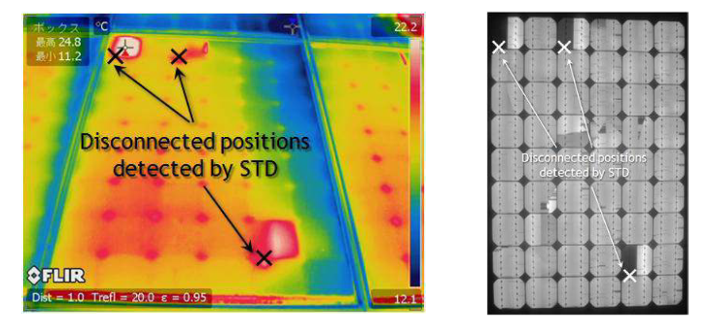 ボックス °C
最高 24.8
最小 11.2
22.2
Disconnected positions
detected by STD
FLIR
Dist = 1.0 Trefl = 20.0 ε = 0.95
12.1
Disconnected positions
detected by STD